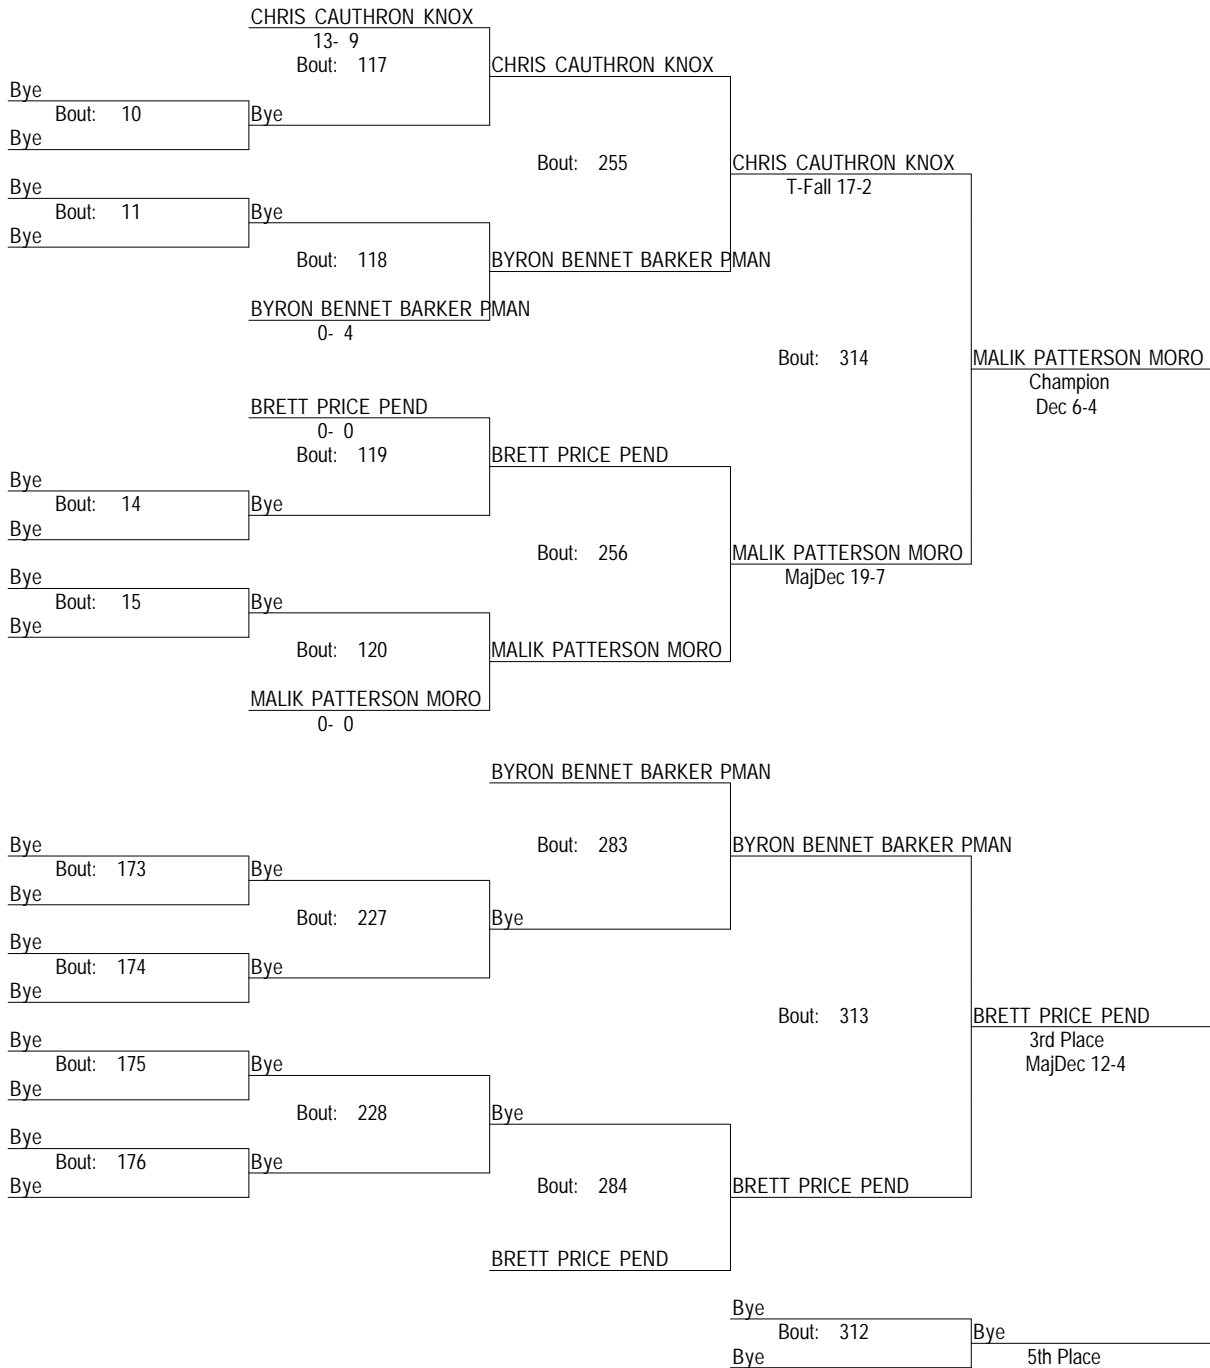 CHRIS CAUTHRON KNOX
13- 9
Bout: 117
CHRIS CAUTHRON KNOX
Bye
Bout: 10
Bye
Bye
Bout: 255
CHRIS CAUTHRON KNOX
T-Fall 17-2
Bye
Bout: 11
Bye
Bye
Bout: 118
BYRON BENNET BARKER PMAN
BYRON BENNET BARKER PMAN
0- 4
Bout: 314
MALIK PATTERSON MORO
Champion
Dec 6-4
BRETT PRICE PEND
0- 0
Bout: 119
BRETT PRICE PEND
Bye
Bout: 14
Bye
Bye
Bout: 256
MALIK PATTERSON MORO
MajDec 19-7
Bye
Bout: 15
Bye
Bye
Bout: 120
MALIK PATTERSON MORO
MALIK PATTERSON MORO
0- 0
BYRON BENNET BARKER PMAN
Bout: 283
BYRON BENNET BARKER PMAN
Bye
Bout: 173
Bye
Bye
Bout: 227
Bye
Bye
Bout: 174
Bye
Bye
Bout: 313
BRETT PRICE PEND
3rd Place
MajDec 12-4
Bye
Bout: 175
Bye
Bye
Bout: 228
Bye
Bye
Bout: 176
Bye
Bye
Bout: 284
BRETT PRICE PEND
BRETT PRICE PEND
Bye
Bout: 312
Bye
Bye
5th Place